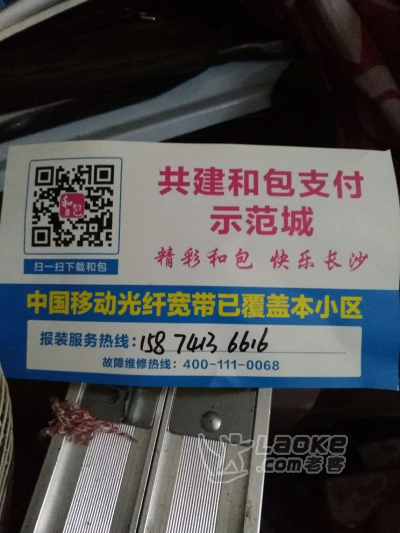 共建和包支付
示范城
精彩和包 快乐长沙
和包
扫一扫下载和包
中国移动光纤宽带已覆盖本小区
报装服务热线:158 7413 6616
故障维修热线:400-111-0068
LAOKE
.com老客